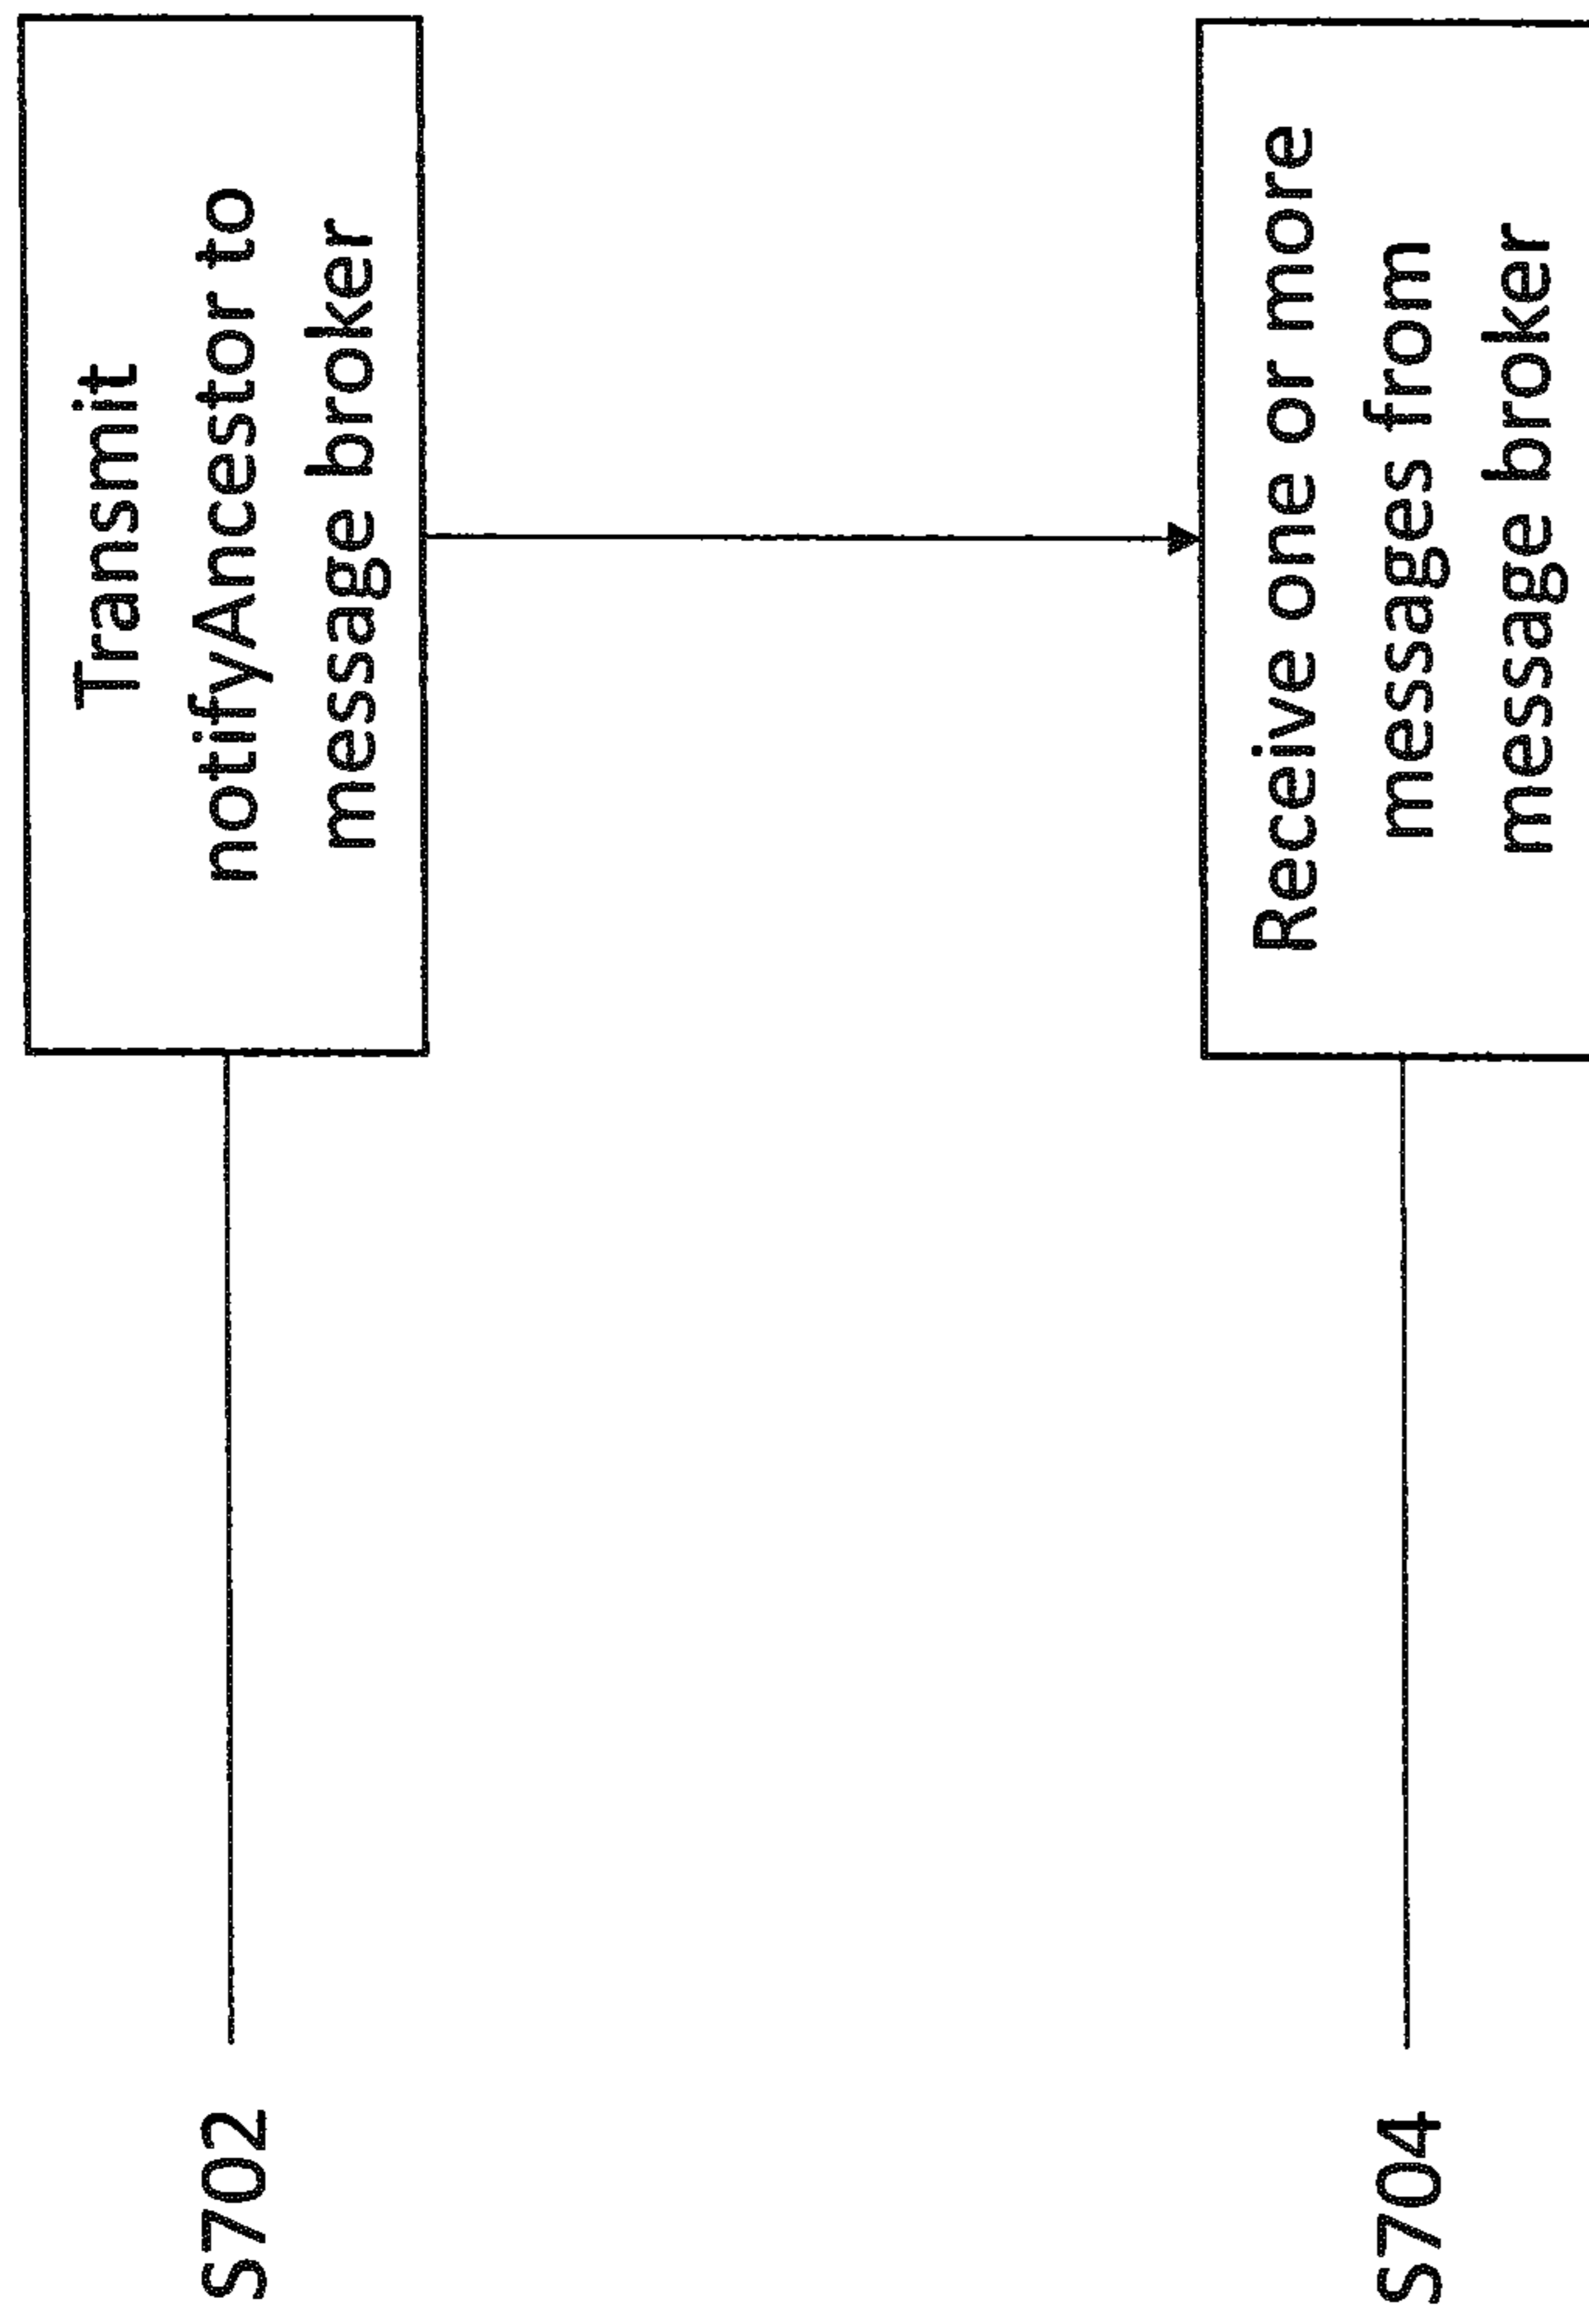 S702
Transmit
notifyAncestor to
message broker
S704
Receive one or more
messages from
message broker